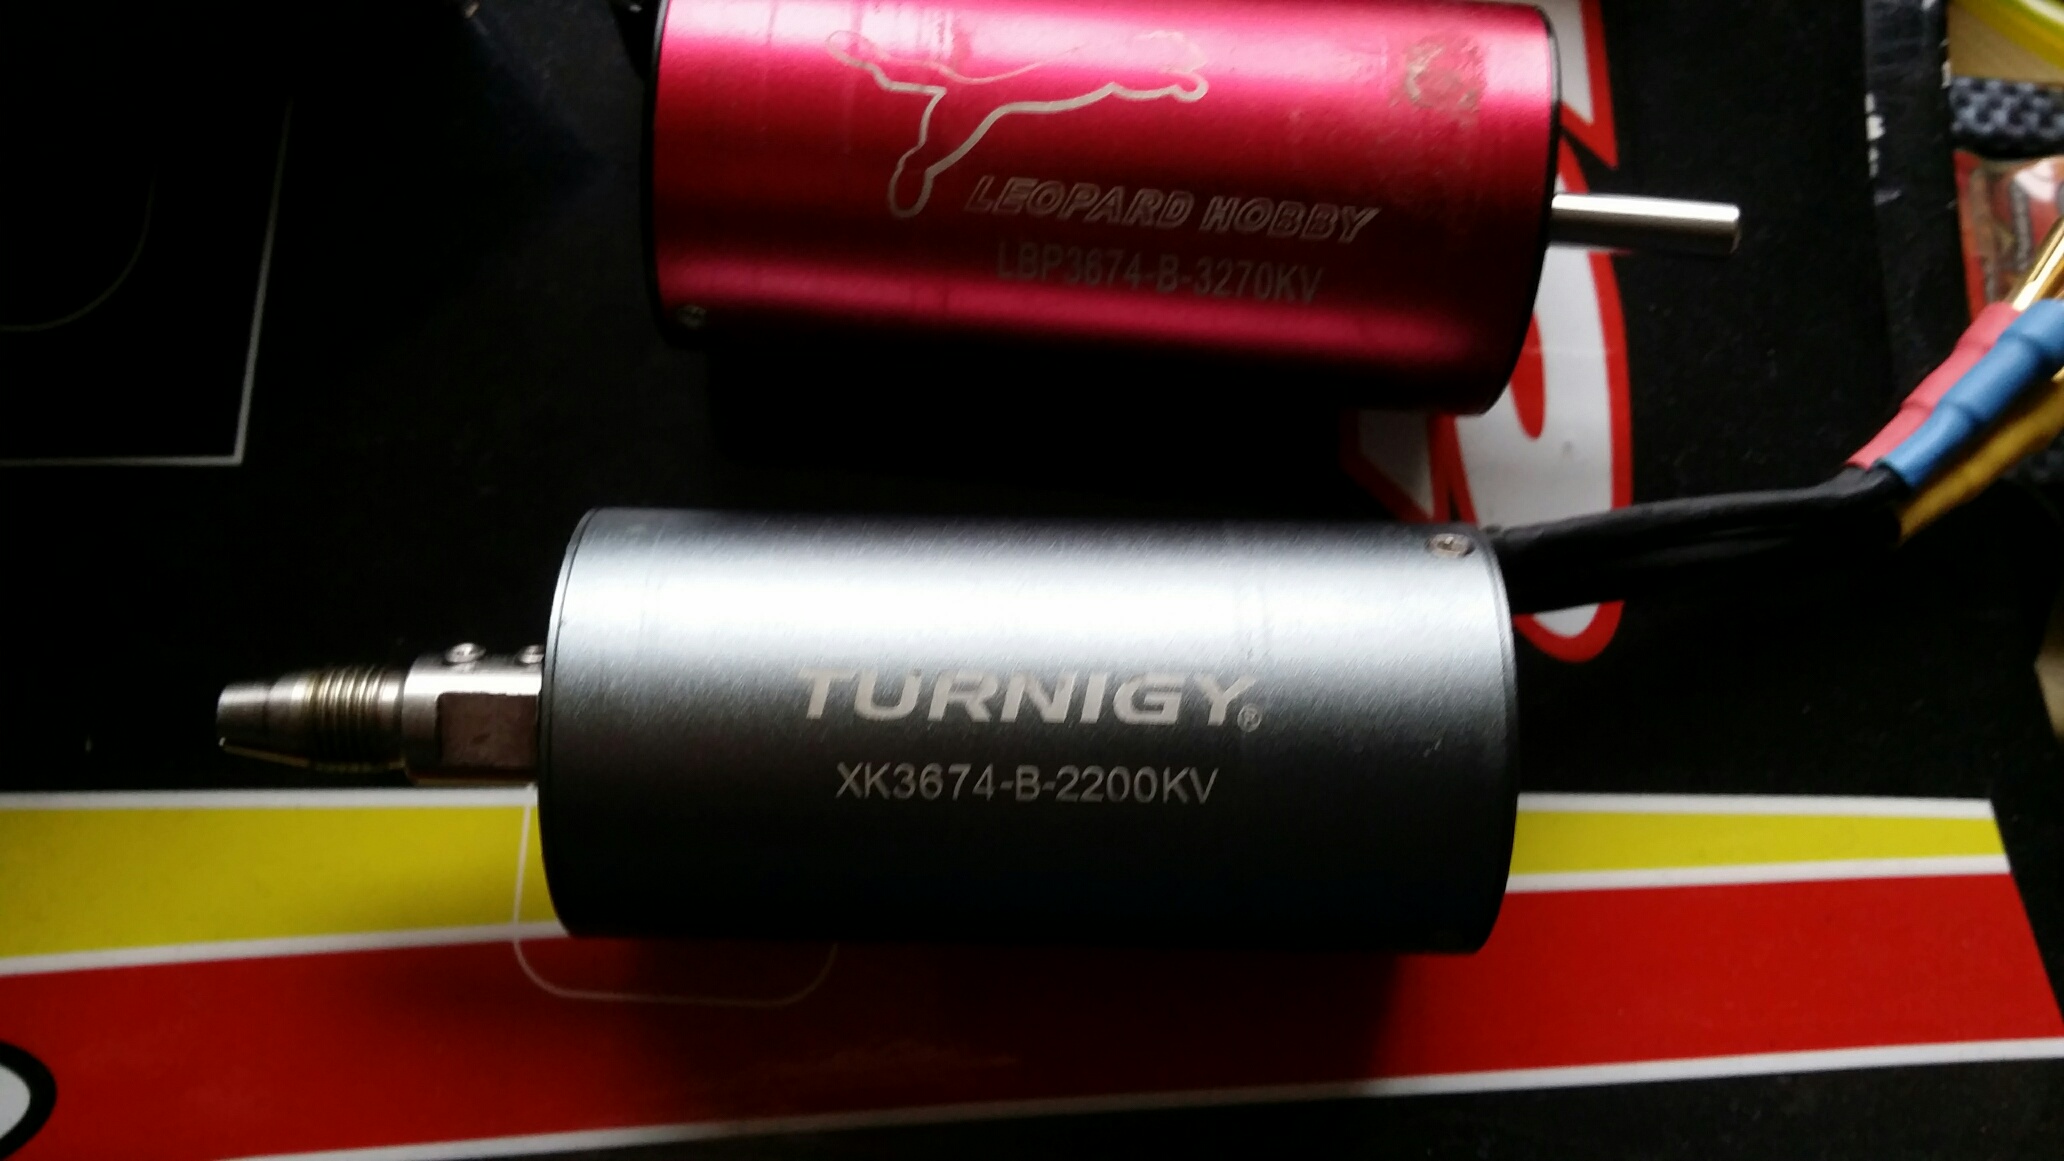 LEOPARD HOBBY
LBP3674-B-3270KV
TURNIGY®
XK3674-B-2200KV